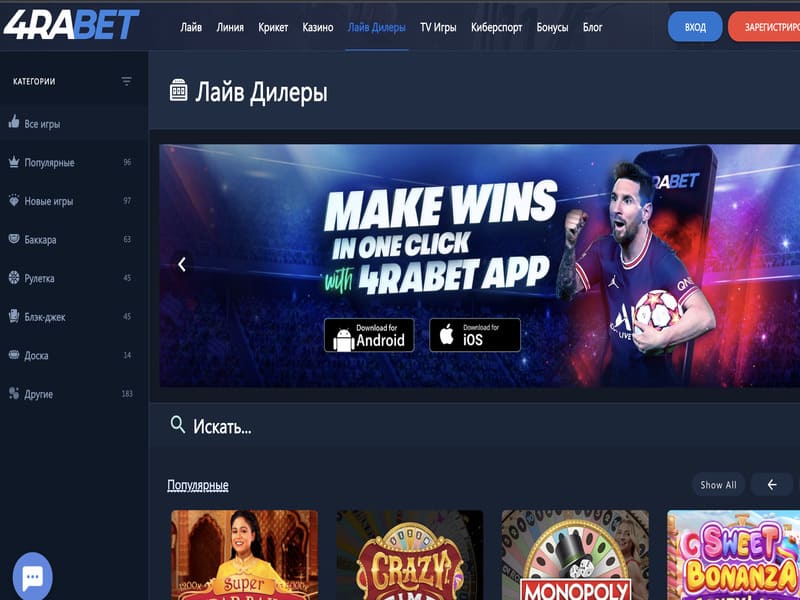 4RABET
Лайв Линия Крикет Казино Лайв Дилеры TV Игры Киберспорт Бонусы Блог
ВХОД
КАТЕГОРИИ
Все игры
Популярные 96
Новые игры 97
Баккара 63
Рулетка 45
Блэк-джек 45
Доска 14
Другие 183
Лайв Дилеры
MAKE WINS
IN ONE CLICK
with 4RABET APP
Download for
Android
Download for
iOS
RABET
Искать...
Популярные
Show All
Super
CRAZY!
TIME
MONOPOLY
SWEET
BONANZA